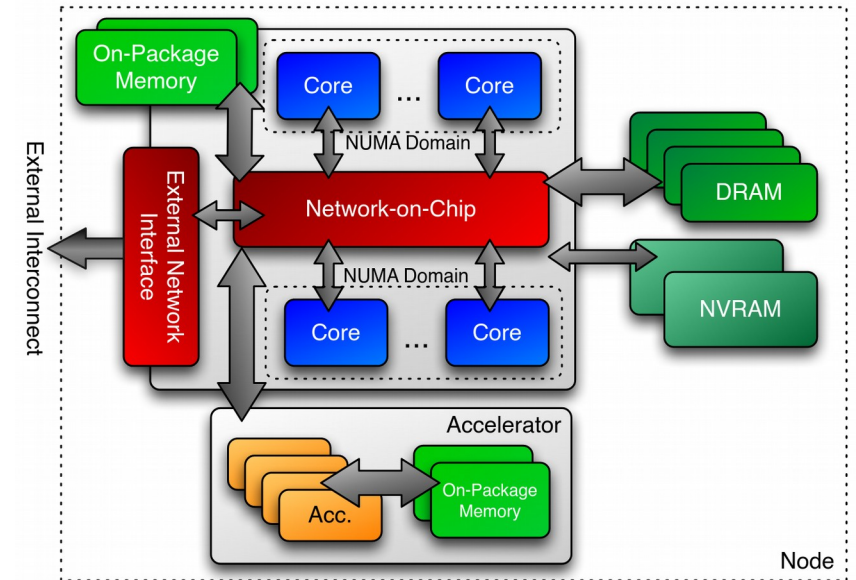 On-Package
Memory
Core
...
Core
NUMA Domain
External Interconnect
External Network
Interface
Network-on-Chip
DRAM
NUMA Domain
NVRAM
Core
...
Core
Accelerator
Acc.
On-Package
Memory
Node